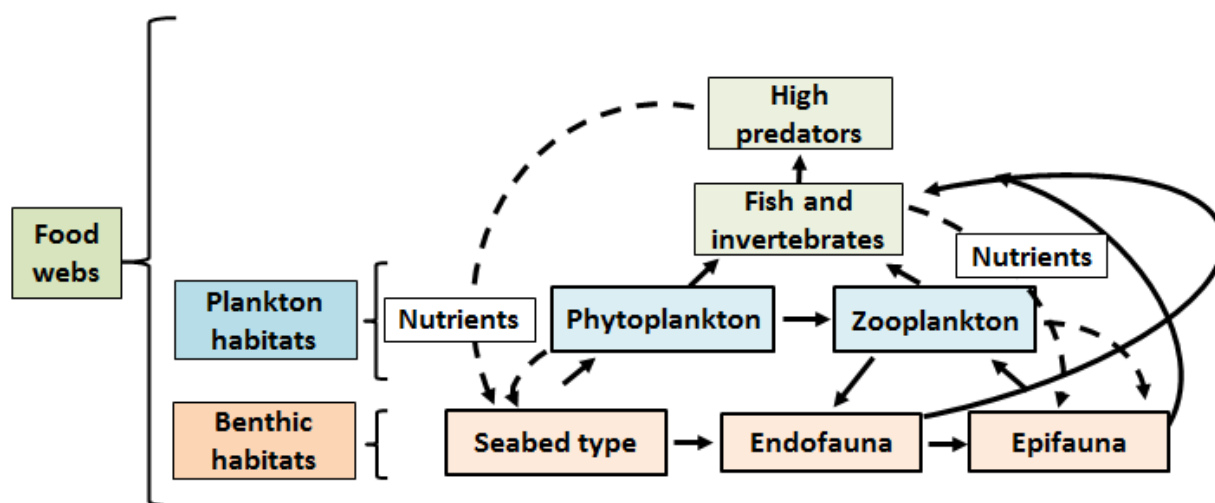 High
predators
Fish and
invertebrates
Food
webs
Nutrients
Plankton
habitats
Nutrients
Phytoplankton
Zooplankton
Benthic
habitats
Seabed type
Endofauna
Epifauna